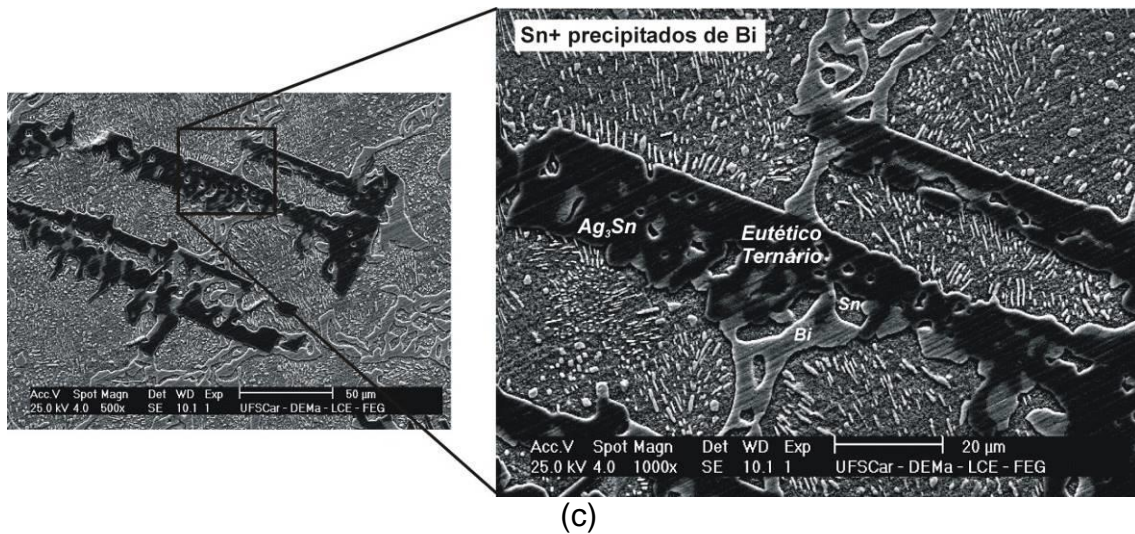 Sn+ precipitados de Bi
Ag₃Sn
Eutético
Ternário
Sn
Bi
Acc.V Spot Magn Det WD Exp 50 µm
25.0 kV 4.0 500x SE 10.1 1 UFSCar - DEMa - LCE - FEG
Acc.V Spot Magn Det WD Exp 20 µm
25.0 kV 4.0 1000x SE 10.1 1 UFSCar - DEMa - LCE - FEG
(c)